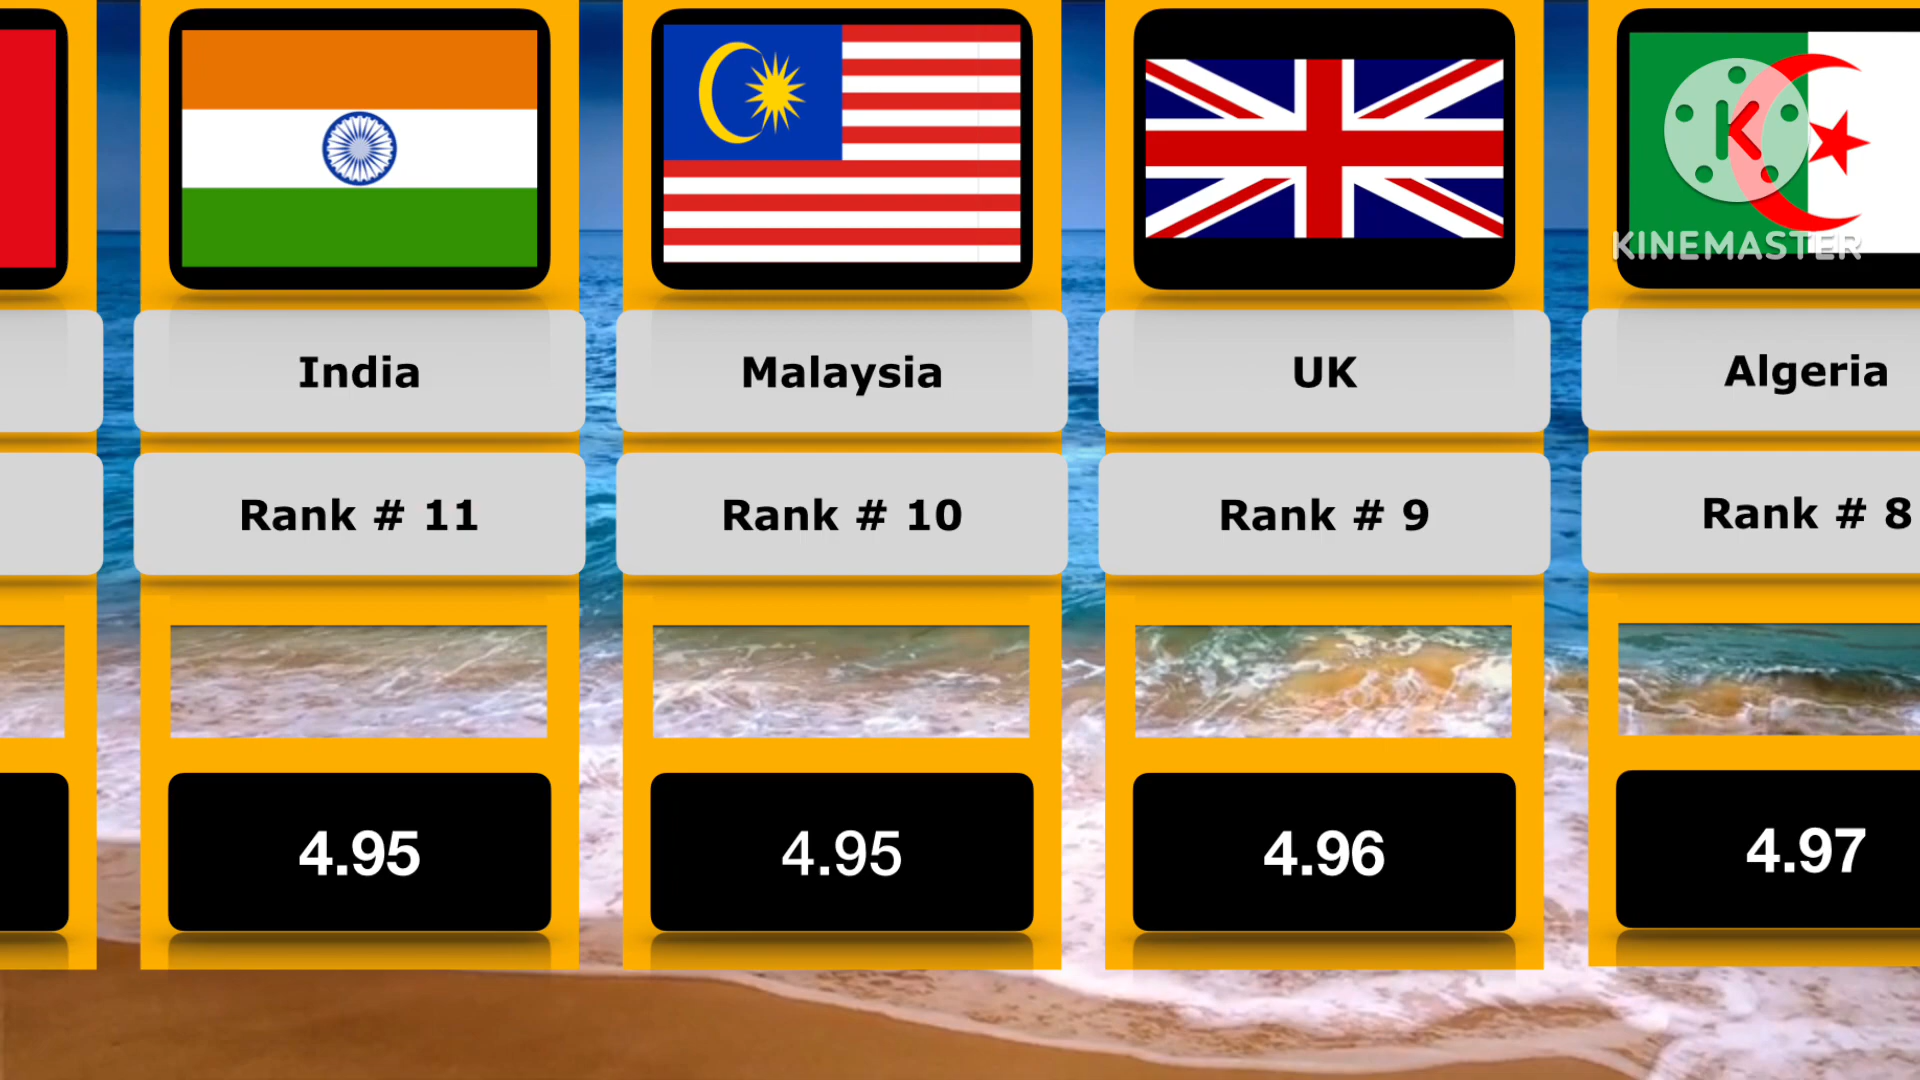 KINEMASTER
India
Malaysia
UK
Algeria
Rank # 11
Rank # 10
Rank # 9
Rank # 8
4.95
4.95
4.96
4.97